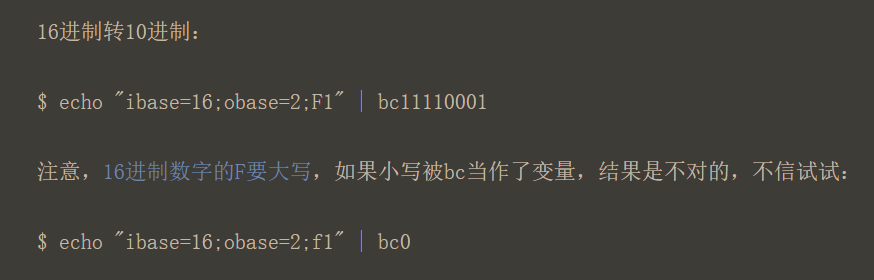 16进制转10进制：
$ echo "ibase=16;obase=2;F1" | bc11110001
注意，16进制数字的F要大写，如果小写被bc当作了变量，结果是不对的，不信试试：
$ echo "ibase=16;obase=2;f1" | bc0